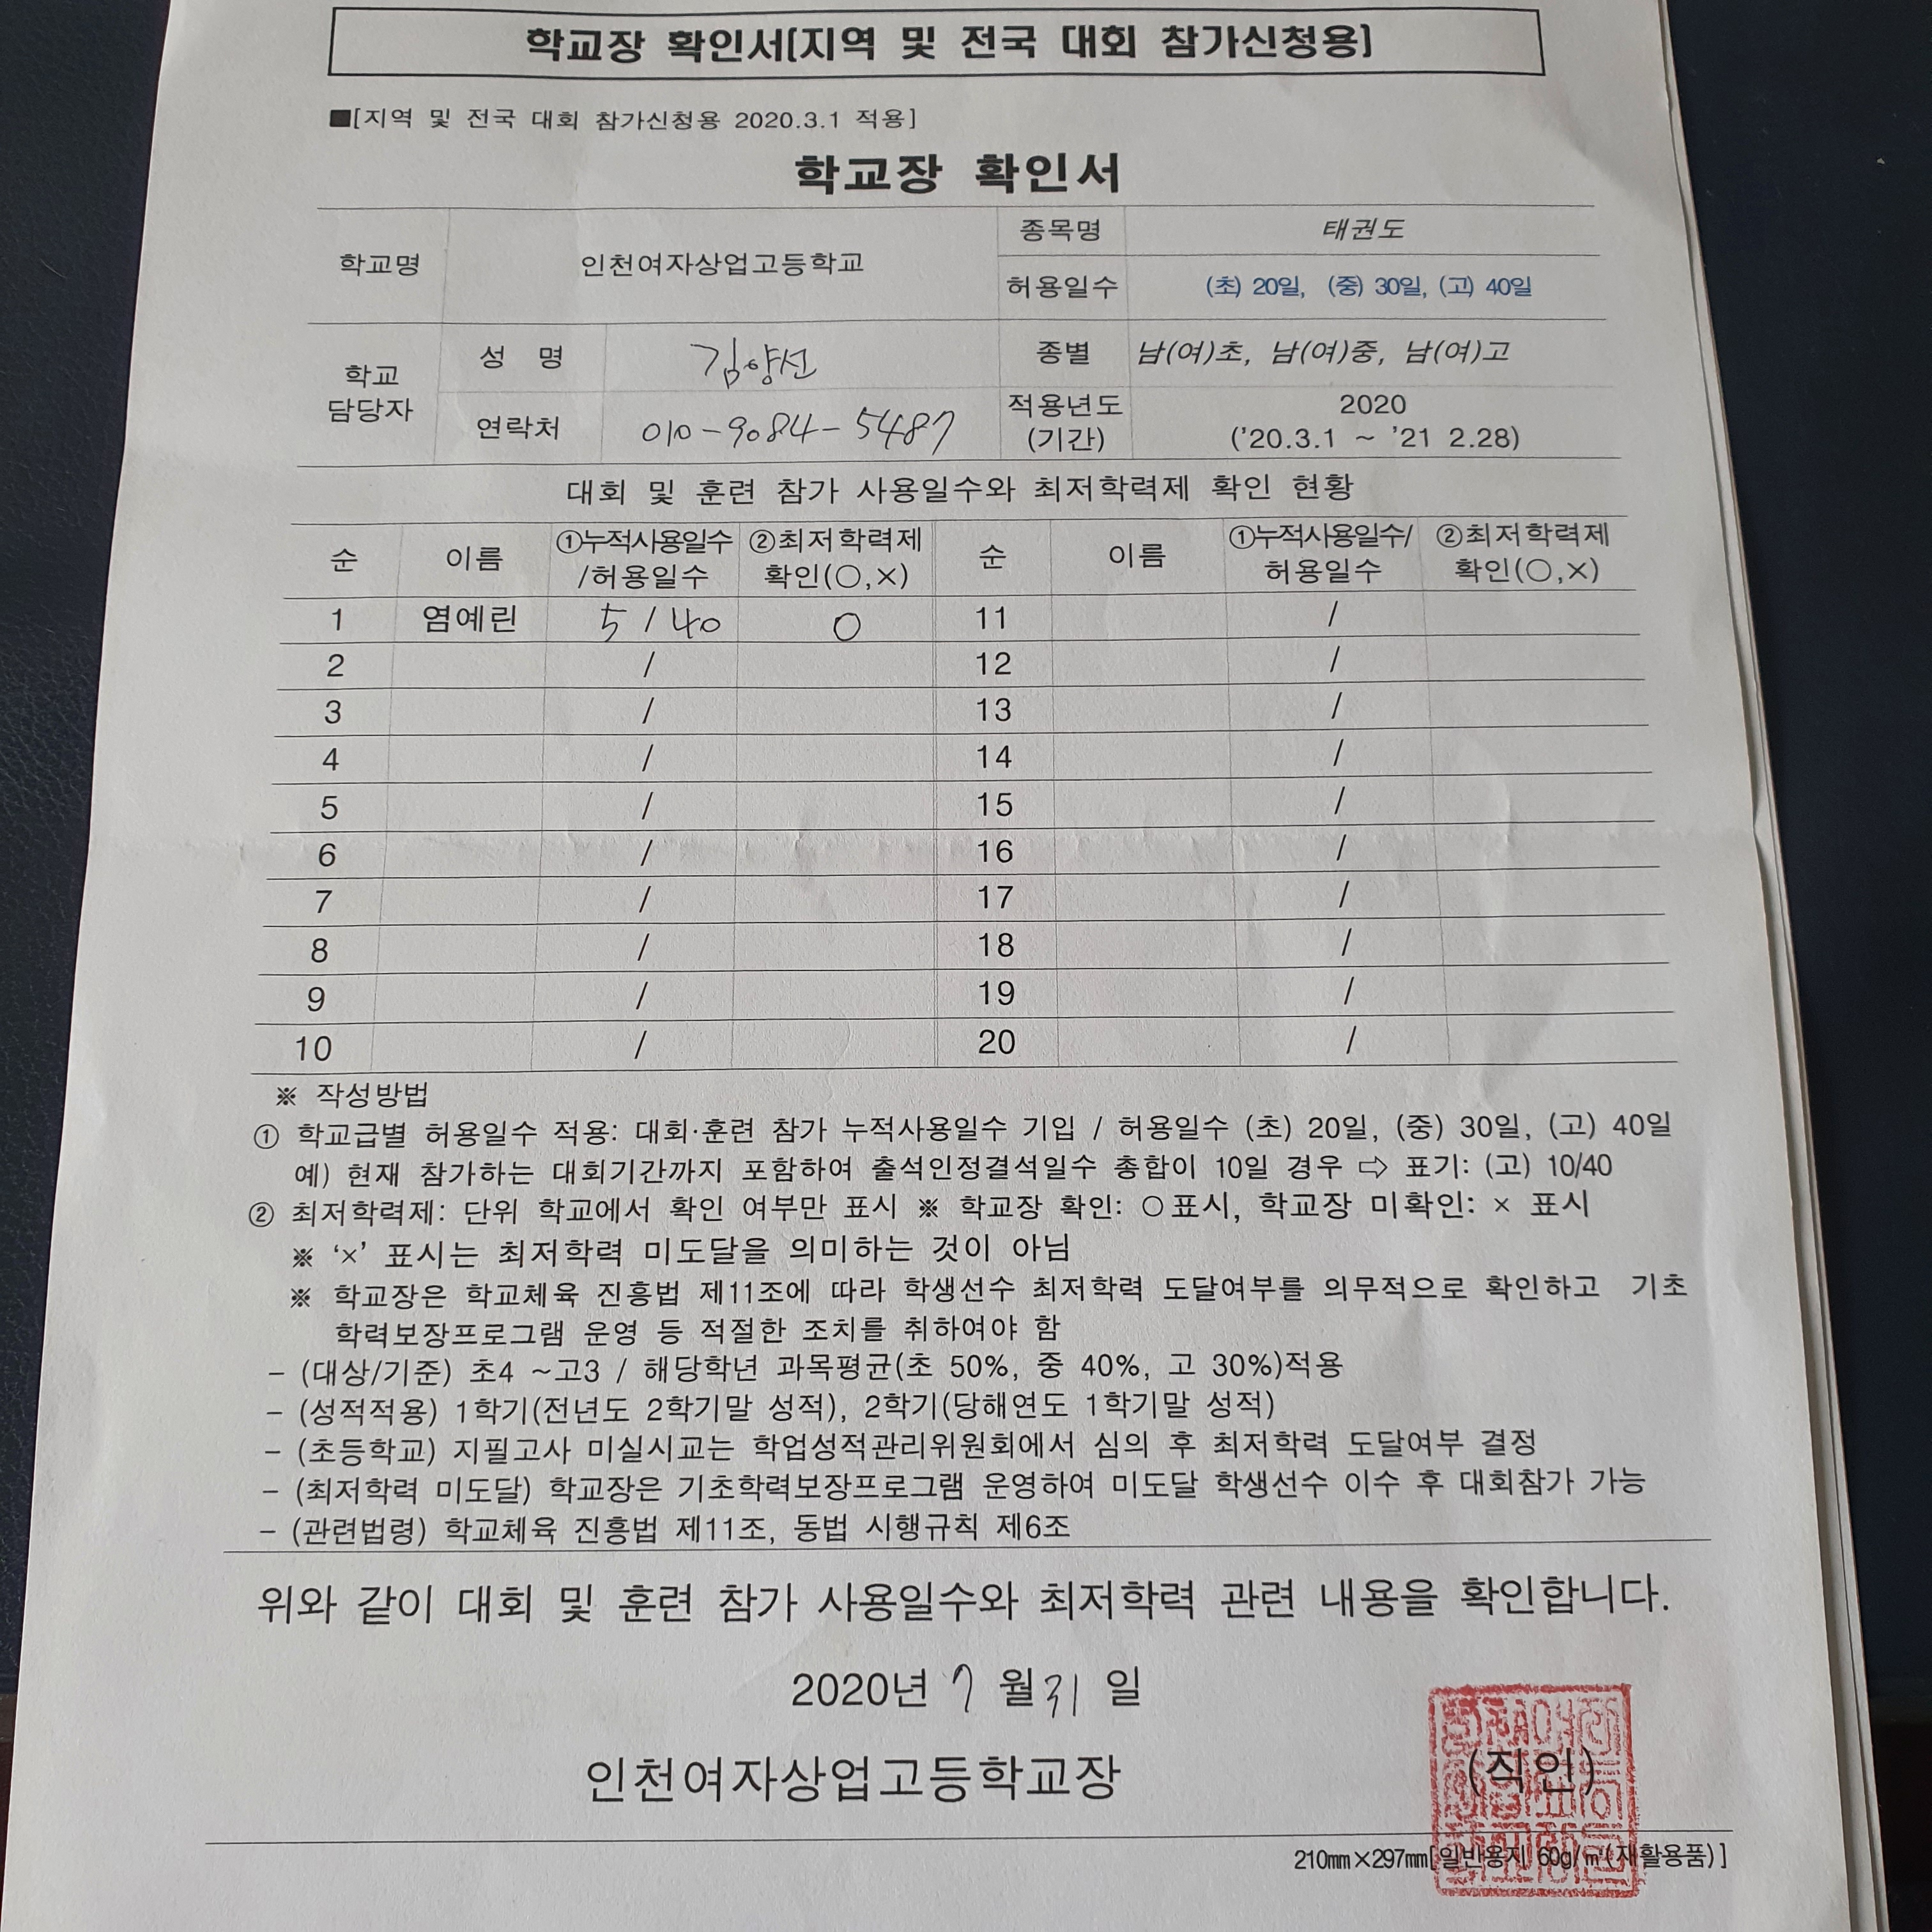 학교장 확인서[지역 및 전국 대회 참가신청용]
■[지역 및 전국 대회 참가신청용 2020.3.1 적용]
학교장 확인서
학교명 인천여자상업고등학교 종목명 태권도
허용일수 (초) 20일, (중) 30일, (고) 40일
학교 담당자 성 명 김양선 종별 남(여)초, 남(여)중, 남(여)고
연락처 010-9084-5487 적용년도 (기간) 2020 ('20.3.1 ~ '21 2.28)
대회 및 훈련 참가 사용일수와 최저학력제 확인 현황
순 이름 ①누적사용일수 /허용일수 ②최저학력제 확인(○,×) 순 이름 ①누적사용일수/ 허용일수 ②최저학력제 확인(○,×)
1 염예린 5 / 40 ○ 11 /
2 / 12 /
3 / 13 /
4 / 14 /
5 / 15 /
6 / 16 /
7 / 17 /
8 / 18 /
9 / 19 /
10 / 20 /
※ 작성방법
① 학교급별 허용일수 적용: 대회·훈련 참가 누적사용일수 기입 / 허용일수 (초) 20일, (중) 30일, (고) 40일
예) 현재 참가하는 대회기간까지 포함하여 출석인정결석일수 총합이 10일 경우 ⇨ 표기: (고) 10/40
② 최저학력제: 단위 학교에서 확인 여부만 표시 ※ 학교장 확인: ○표시, 학교장 미확인: × 표시
※ '×' 표시는 최저학력 미도달을 의미하는 것이 아님
※ 학교장은 학교체육 진흥법 제11조에 따라 학생선수 최저학력 도달여부를 의무적으로 확인하고 기초
학력보장프로그램 운영 등 적절한 조치를 취하여야 함
- (대상/기준) 초4 ~고3 / 해당학년 과목평균(초 50%, 중 40%, 고 30%)적용
- (성적적용) 1학기(전년도 2학기말 성적), 2학기(당해연도 1학기말 성적)
- (초등학교) 지필고사 미실시교는 학업성적관리위원회에서 심의 후 최저학력 도달여부 결정
- (최저학력 미도달) 학교장은 기초학력보장프로그램 운영하여 미도달 학생선수 이수 후 대회참가 가능
- (관련법령) 학교체육 진흥법 제11조, 동법 시행규칙 제6조
위와 같이 대회 및 훈련 참가 사용일수와 최저학력 관련 내용을 확인합니다.
2020년 7 월 31 일
인천여자상업고등학교장 (직인)
210mm×297mm[일반용지 60g/㎡(재활용품)]